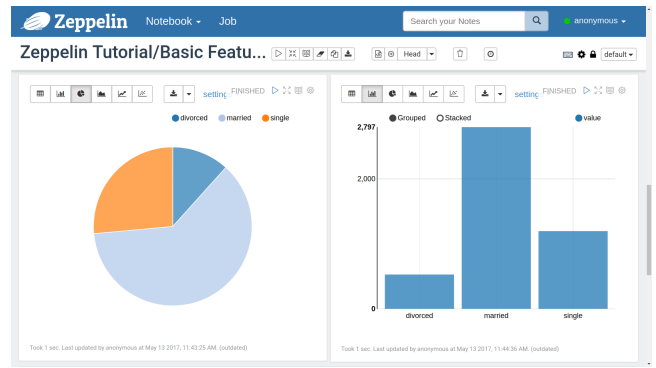 Zeppelin Notebook Job Search your Notes anonymous
Zeppelin Tutorial/Basic Featu... Head default
settings FINISHED
divorced married single
Took 1 sec. Last updated by anonymous at May 13 2017, 11:43:25 AM. (outdated)
settings FINISHED
Grouped Stacked value
2,797
2,000
0
divorced married single
Took 1 sec. Last updated by anonymous at May 13 2017, 11:44:36 AM. (outdated)